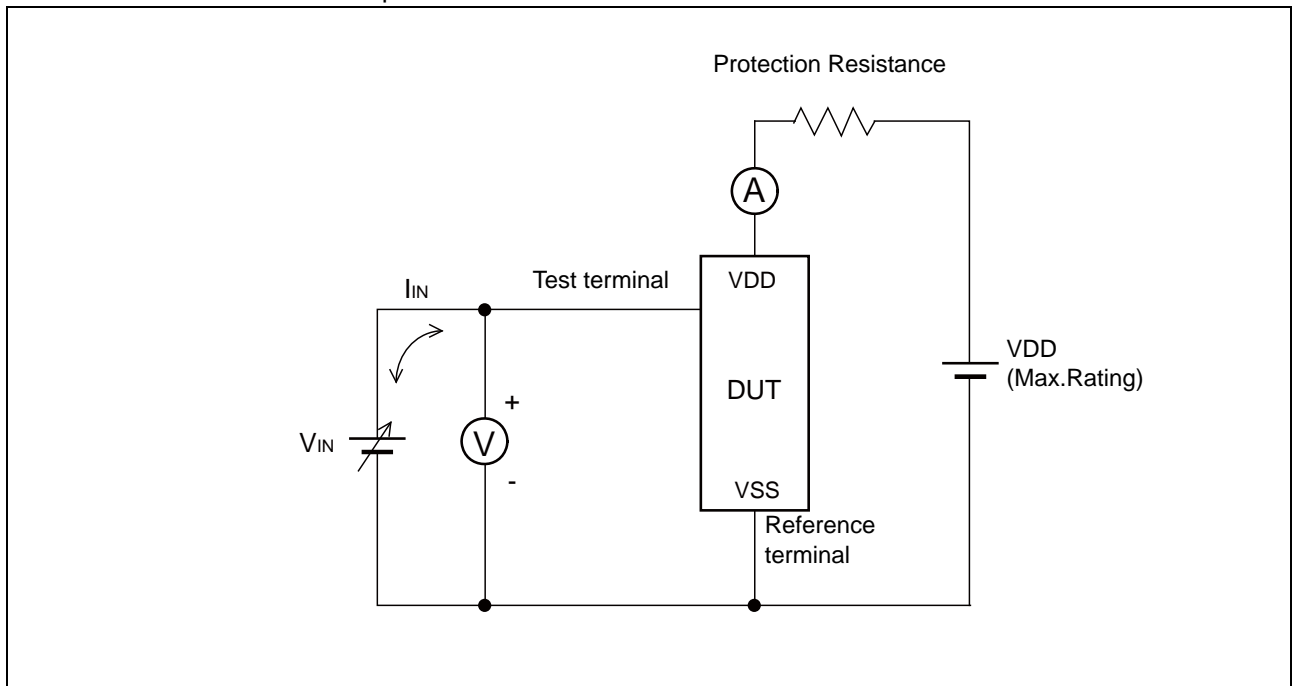 Protection Resistance
A
Test terminal
VDD
IIN
VDD
(Max.Rating)
DUT
+
VIN
V
-
VSS
Reference
terminal